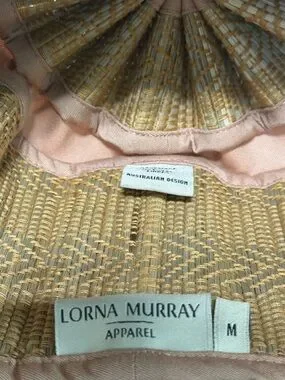 AUSTRALIAN DESIGN
LORNA MURRAY
APPAREL
M